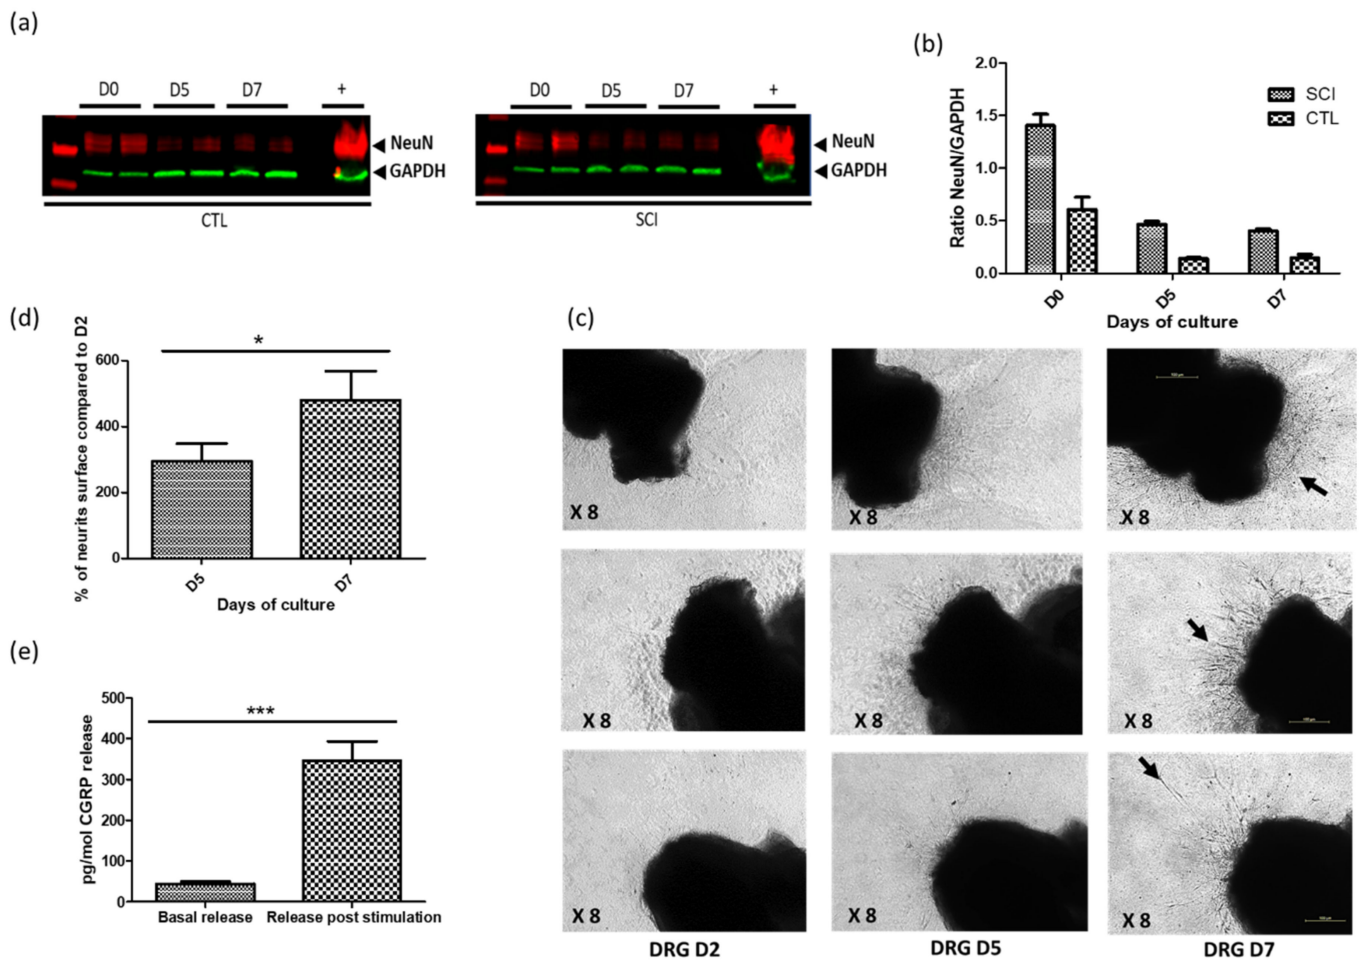 (a)
D0 D5 D7 +
NeuN
GAPDH
CTL
D0 D5 D7 +
NeuN
GAPDH
SCI
(b)
Ratio NeuN/GAPDH
2.0
1.5
1.0
0.5
0.0
SCI
CTL
D0 D5 D7
Days of culture
(d)
% of neurits surface compared to D2
600
400
200
0
*
D5 D7
Days of culture
(c)
X 8 X 8 X 8
X 8 X 8 X 8
X 8 X 8 X 8
DRG D2 DRG D5 DRG D7
(e)
pg/mol CGRP release
500
400
300
200
100
0
***
Basal release Release post stimulation